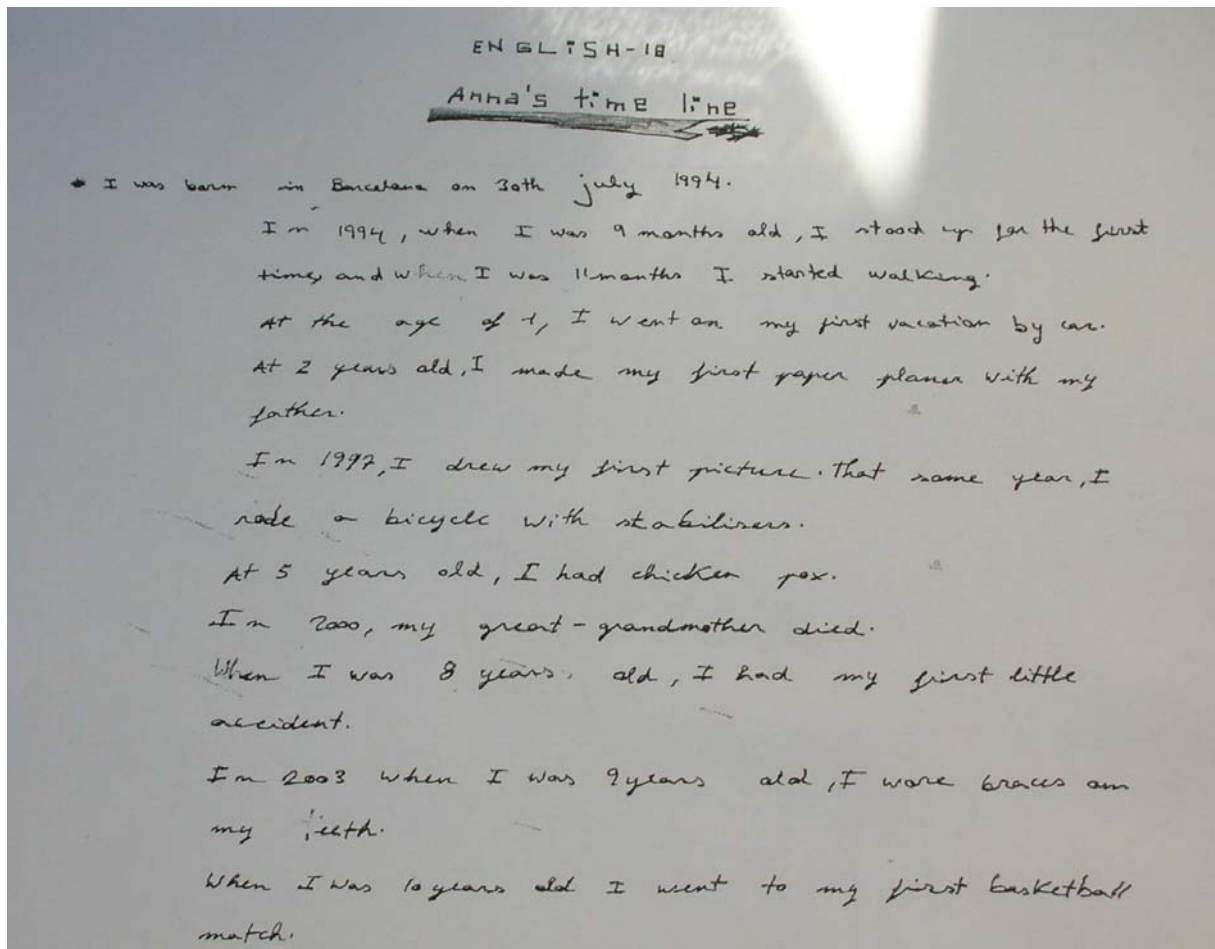 ENGLISH-18
Anna's time line
* I was born in Barcelona on 30th july 1994.
In 1994, when I was 9 months old, I stood up for the first
time, and when I was 11 months I started walking.
At the age of 1, I went on my first vacation by car.
At 2 years old, I made my first paper planer with my
father.
In 1997, I drew my first picture. That same year, I
rode a bicycle with stabilisers.
At 5 years old, I had chicken pox.
In 2000, my great-grandmother died.
When I was 8 years. old, I had my first little
accident.
In 2003 when I was 9 years old, I wore braces on
my teeth.
When I was 10 years old I went to my first basketball
match.